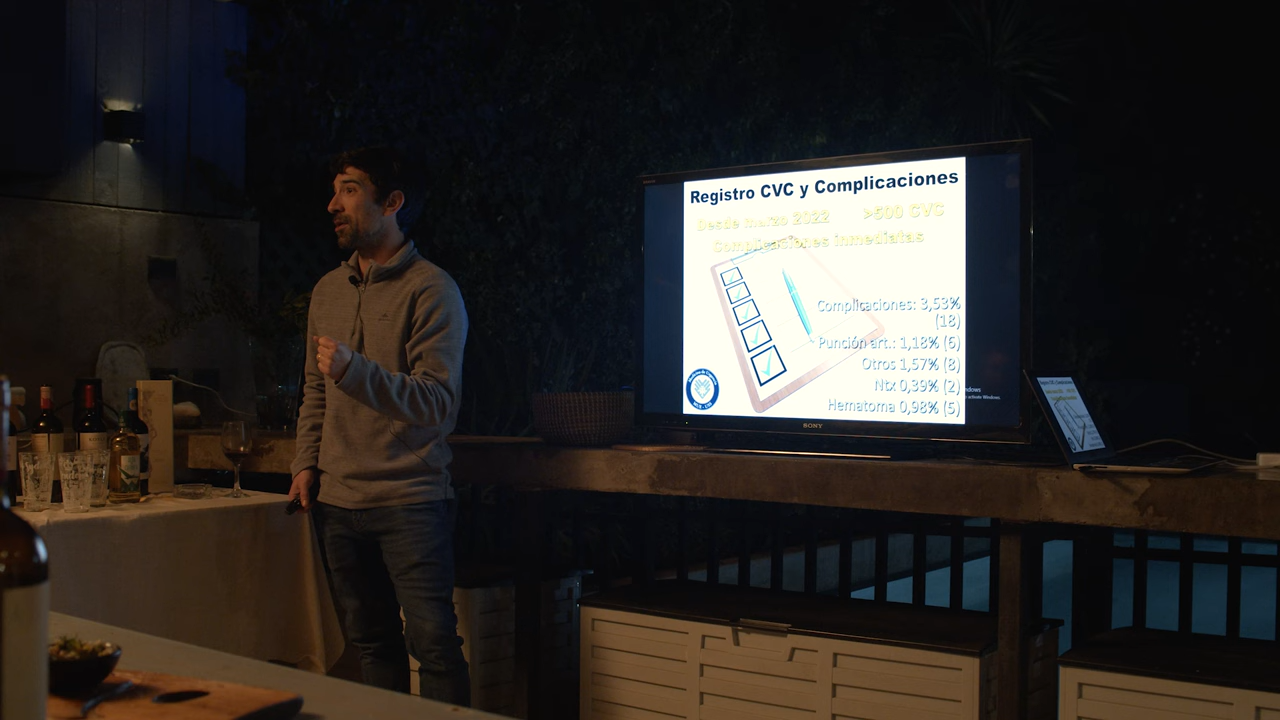 Registro CVC y Complicaciones
Desde marzo 2022 >500 CVC
Complicaciones inmediatas
Complicaciones: 3,53%
(18)
Punción art.: 1,18% (6)
Otros 1,57% (8)
Ntx 0,39% (2)
Hematoma 0,98% (5)
SONY